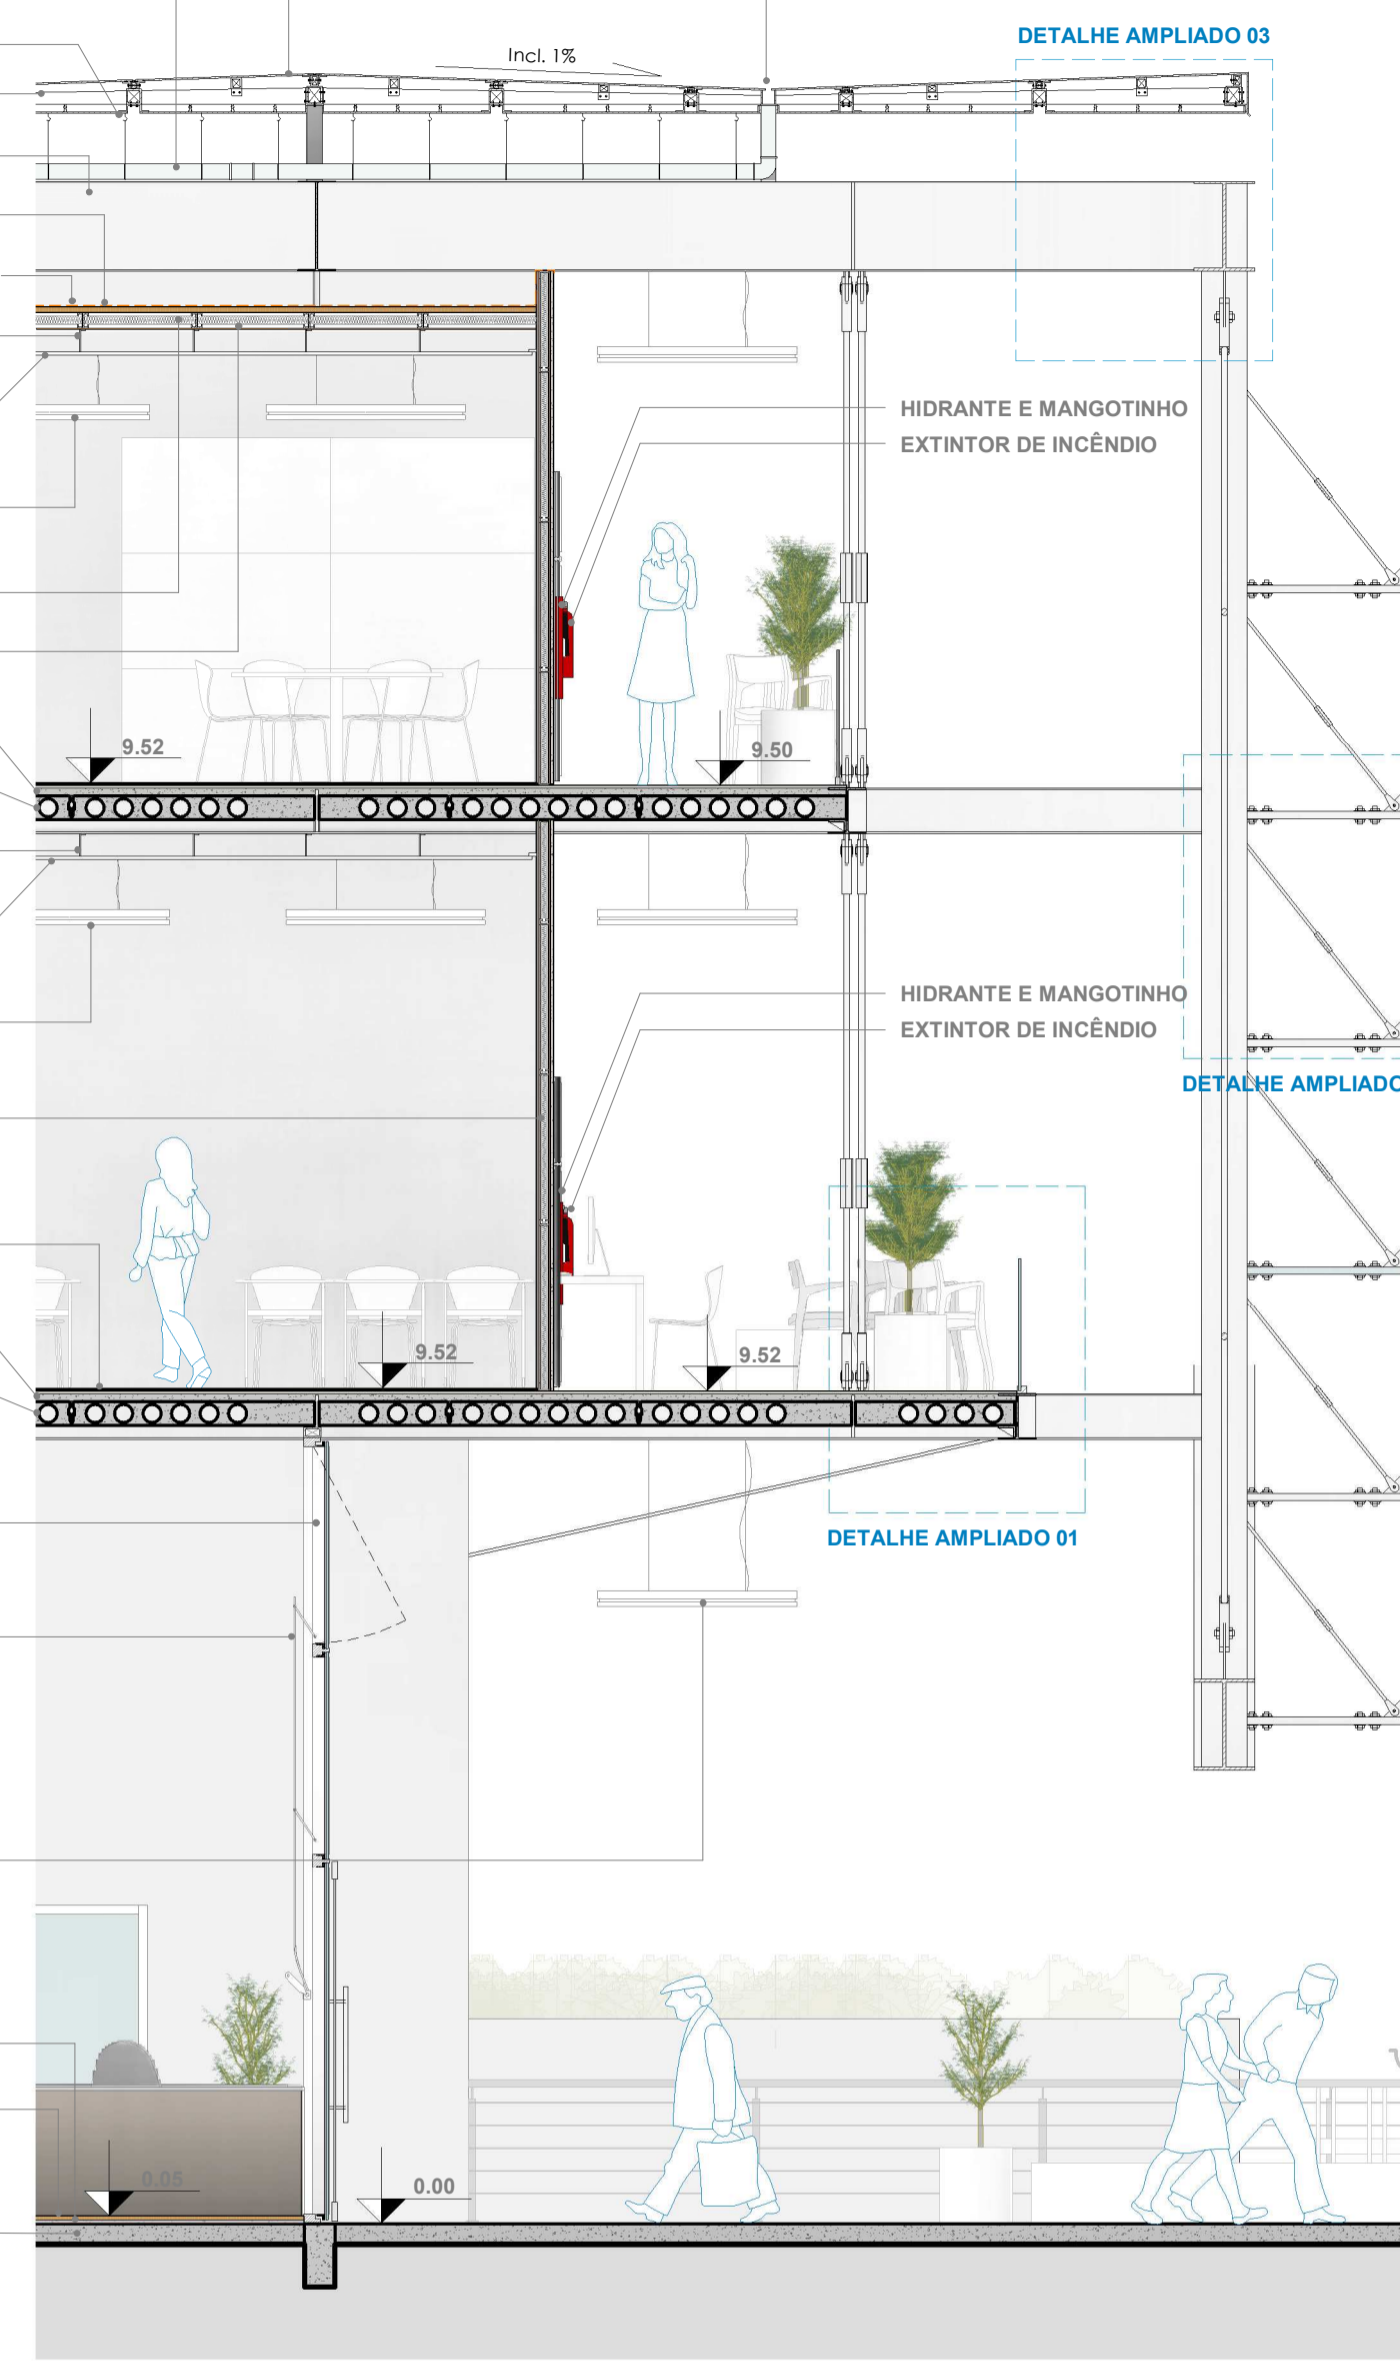 DETALHE AMPLIADO 03
Incl. 1%
HIDRANTE E MANGOTINHO
EXTINTOR DE INCÊNDIO
9.52
9.50
HIDRANTE E MANGOTINHO
EXTINTOR DE INCÊNDIO
DETALHE AMPLIADO
9.52
9.52
DETALHE AMPLIADO 01
0.05
0.00